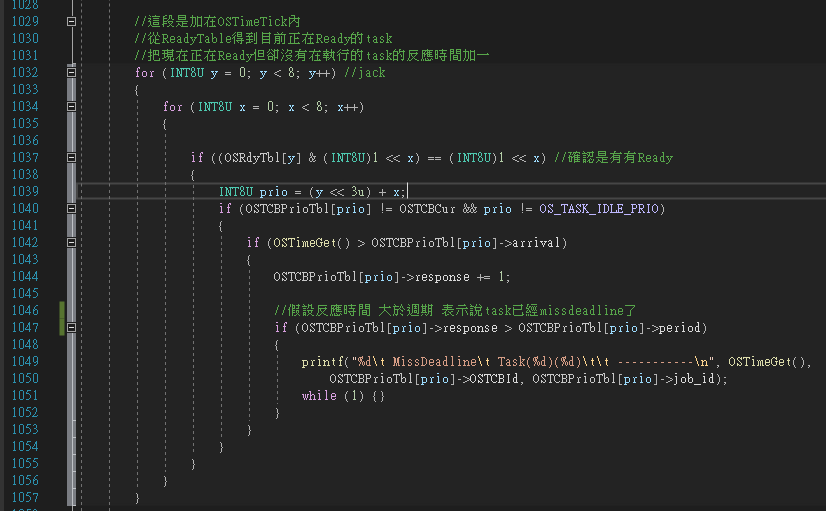 1028
1029 //這段是加在OSTimeTick內
1030 //從ReadyTable得到目前正在Ready的task
1031 //把現在正在Ready但卻沒有在執行的task的反應時間加一
1032 for (INT8U y = 0; y < 8; y++) //jack
1033 {
1034 for (INT8U x = 0; x < 8; x++)
1035 {
1036
1037 if ((OSRdyTbl[y] & (INT8U)1 << x) == (INT8U)1 << x) //確認是有有Ready
1038 {
1039 INT8U prio = (y << 3u) + x;
1040 if (OSTCBPrioTbl[prio] != OSTCBCur && prio != OS_TASK_IDLE_PRIO)
1041 {
1042 if (OSTimeGet() > OSTCBPrioTbl[prio]->arrival)
1043 {
1044 OSTCBPrioTbl[prio]->response += 1;
1045
1046 //假設反應時間 大於週期 表示說task已經missdeadline了
1047 if (OSTCBPrioTbl[prio]->response > OSTCBPrioTbl[prio]->period)
1048 {
1049 printf("%d\t MissDeadline\t Task(%d)(%d)\t\t -----------\n", OSTimeGet(),
1050 OSTCBPrioTbl[prio]->OSTCBId, OSTCBPrioTbl[prio]->job_id);
1051 while (1) {}
1052 }
1053 }
1054 }
1055 }
1056 }
1057 }